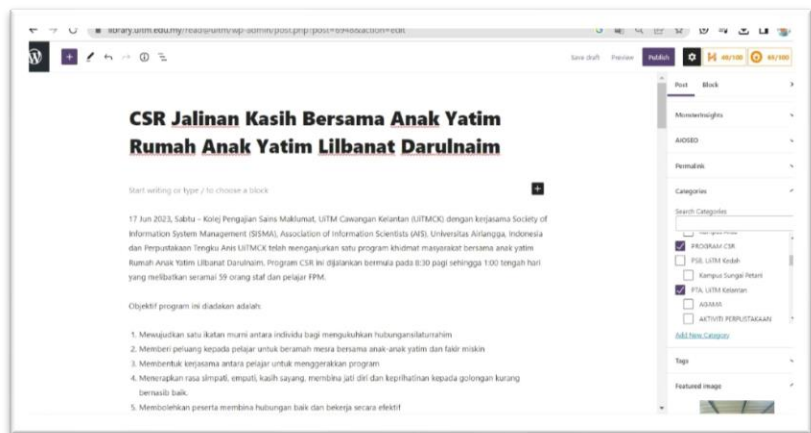 library.uitm.edu.my/read@uitm/wp-admin/post.php?post=6948&action=edit
Save draft Preview Publish 49/100 69/100
Post Block
CSR Jalinan Kasih Bersama Anak Yatim
Rumah Anak Yatim Lilbanat Darulnaim
Start writing or type / to choose a block
17 Jun 2023, Sabtu – Kolej Pengajian Sains Maklumat, UiTM Cawangan Kelantan (UiTMCK) dengan kerjasama Society of
Information System Management (SISMA), Association of Information Scientists (AIS), Universitas Airlangga, Indonesia
dan Perpustakaan Tengku Anis UiTMCK telah menganjurkan satu program khidmat masyarakat bersama anak yatim
Rumah Anak Yatim Lilbanat Darulnaim. Program CSR ini dijalankan bermula pada 8:30 pagi sehingga 1:00 tengah hari
yang melibatkan seramai 59 orang staf dan pelajar FPM.
Objektif program ini diadakan adalah:
1. Mewujudkan satu ikatan murni antara individu bagi mengukuhkan hubungansilaturrahim
2. Memberi peluang kepada pelajar untuk beramah mesra bersama anak-anak yatim dan fakir miskin
3. Membentuk kerjasama antara pelajar untuk menggerakkan program
4. Menerapkan rasa simpati, empati, kasih sayang, membina jati diri dan keprihatinan kepada golongan kurang
bernasib baik.
5. Membolehkan peserta membina hubungan baik dan bekerja secara efektif
MonsterInsights
AIOSEO
Permalink
Categories
Search Categories
PROGRAM CSR
PSB, UiTM Kedah
Kampus Sungai Petani
PTA, UiTM Kelantan
AGAMA
AKTIVITI PERPUSTAKAAN
Add New Category
Tags
Featured image